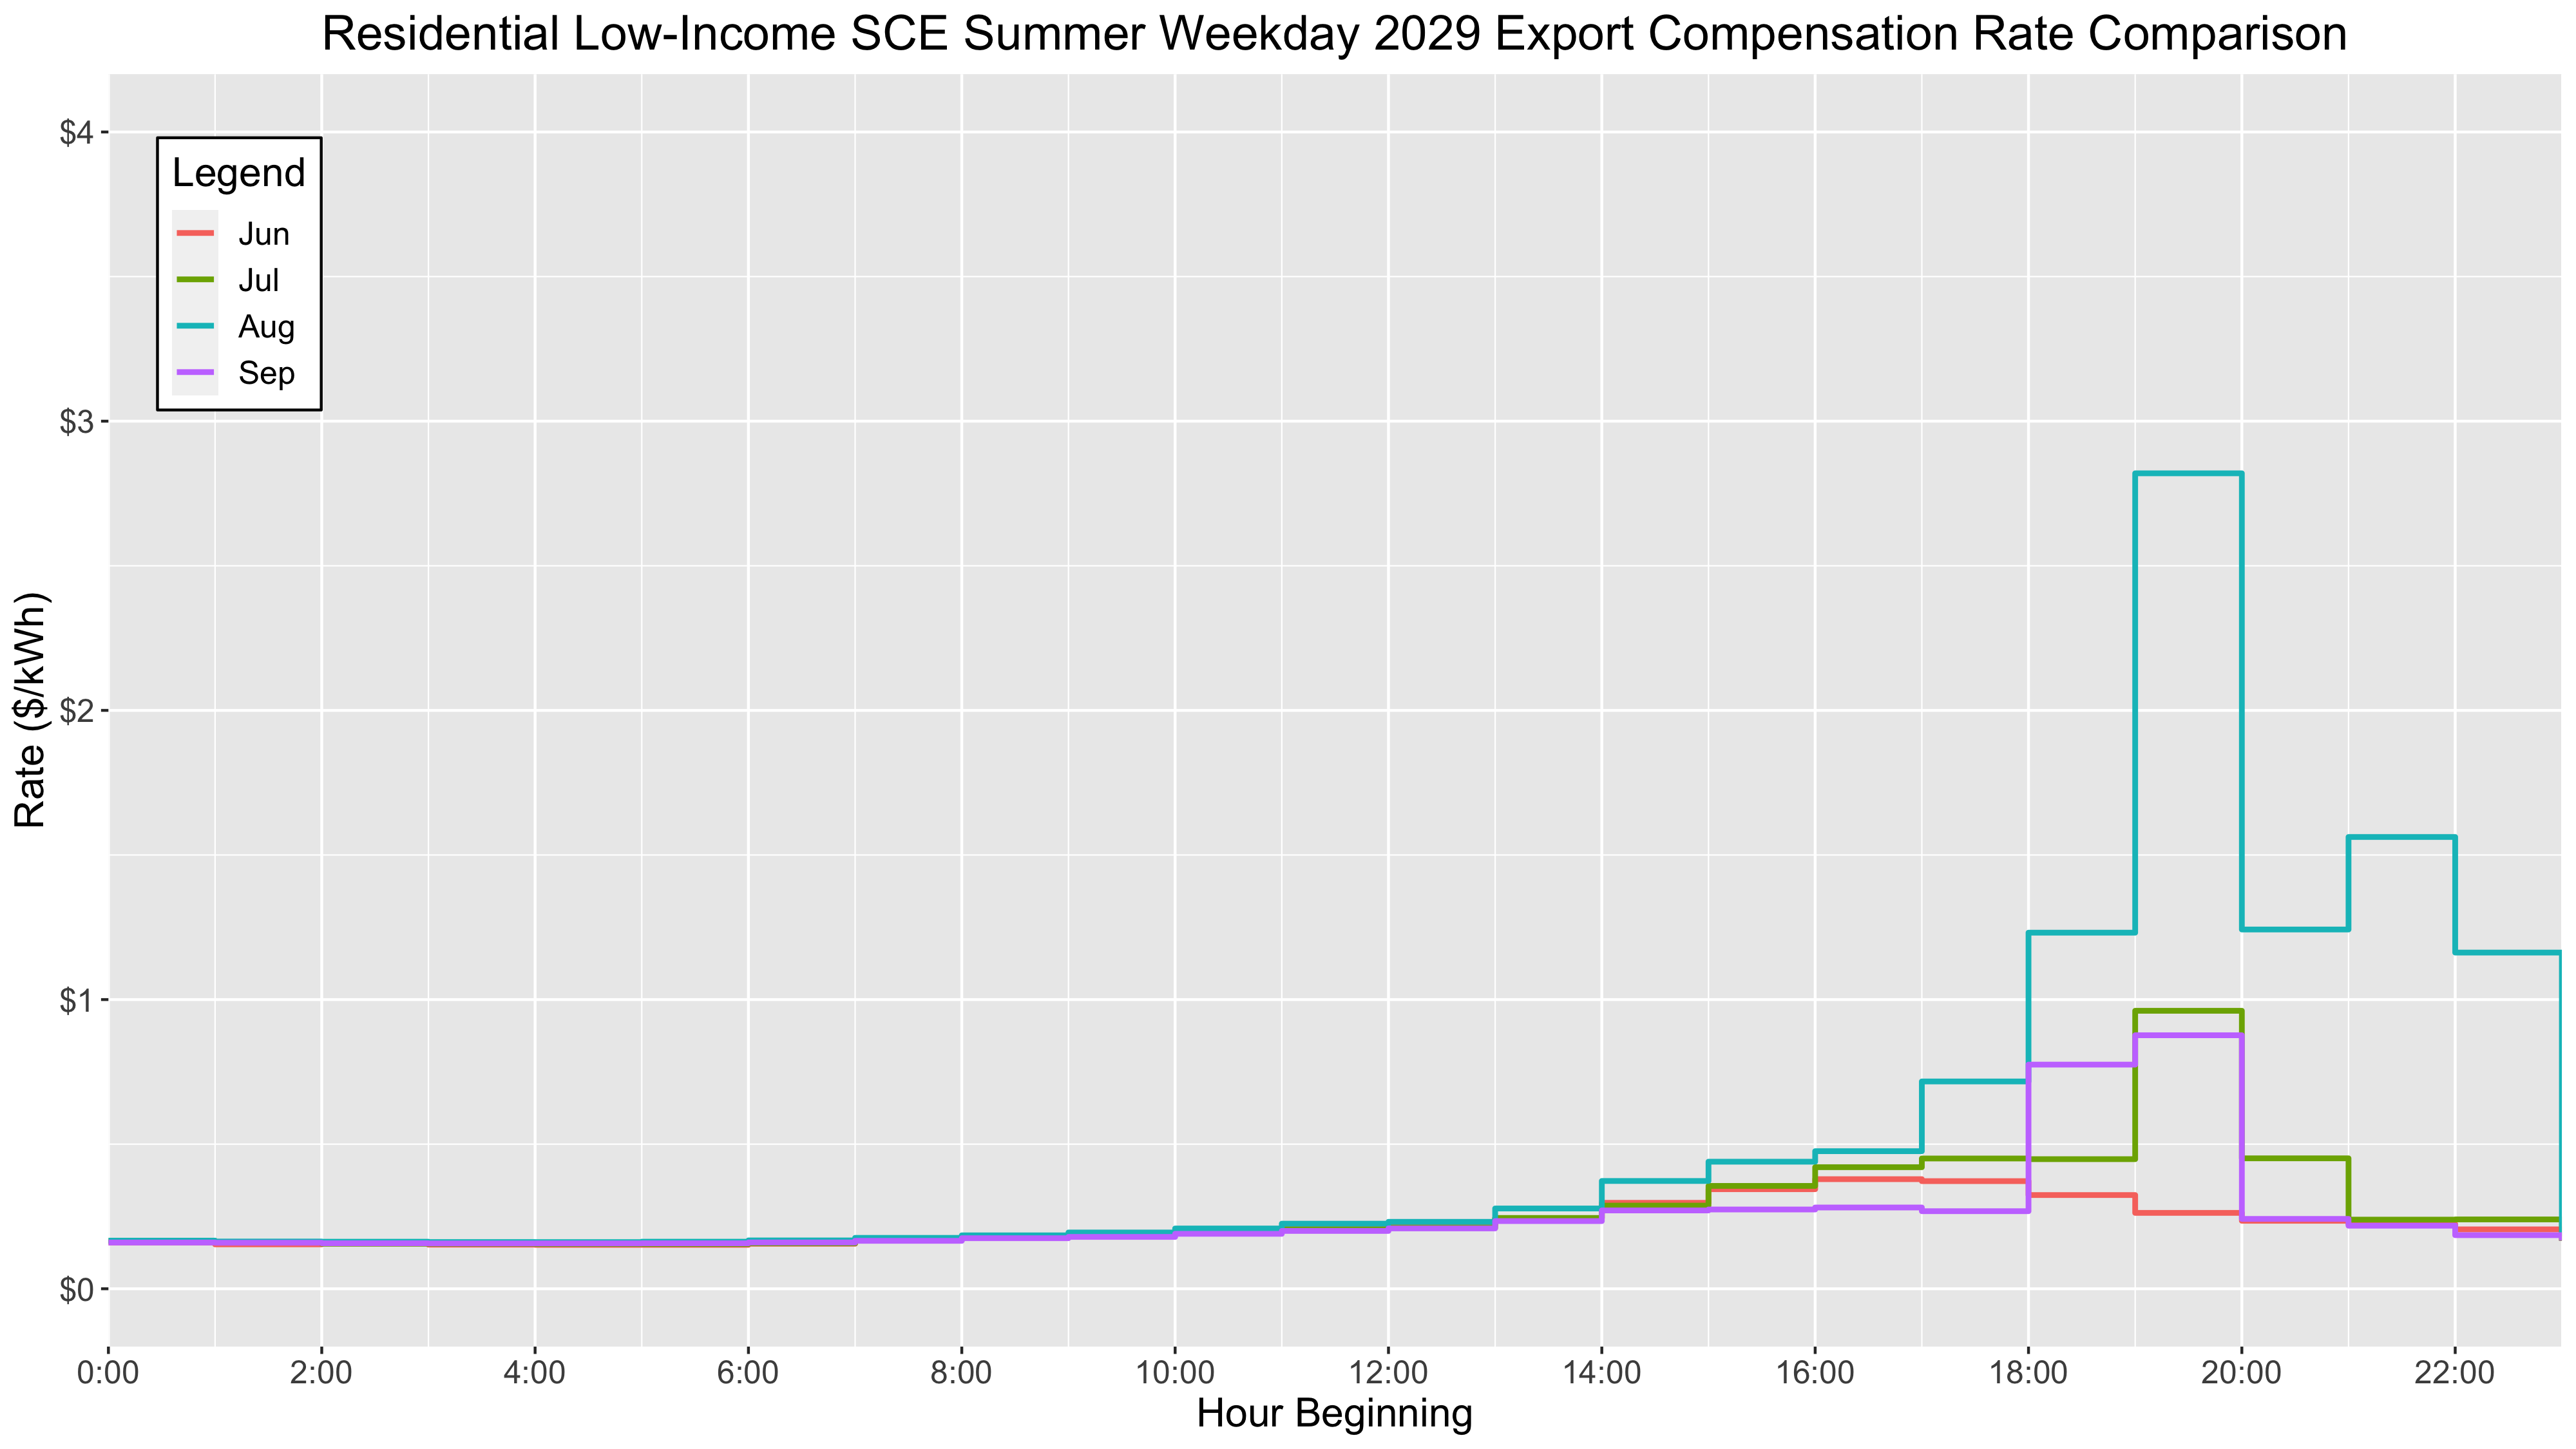 Residential Low-Income SCE Summer Weekday 2029 Export Compensation Rate Comparison
Legend
Jun
Jul
Aug
Sep
$4
$3
$2
$1
$0
Rate ($/kWh)
0:00 2:00 4:00 6:00 8:00 10:00 12:00 14:00 16:00 18:00 20:00 22:00
Hour Beginning